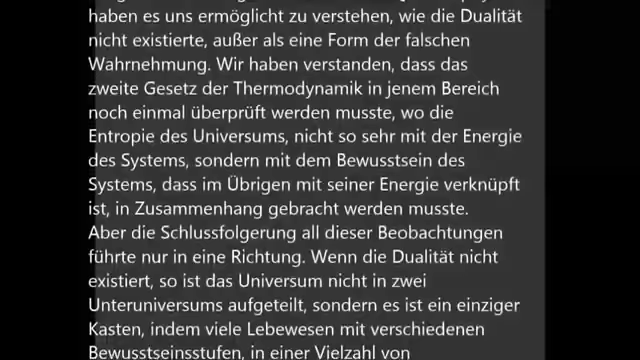 haben es uns ermöglicht zu verstehen, wie die Dualität
nicht existierte, außer als eine Form der falschen
Wahrnehmung. Wir haben verstanden, dass das
zweite Gesetz der Thermodynamik in jenem Bereich
noch einmal überprüft werden musste, wo die
Entropie des Universums, nicht so sehr mit der Energie
des Systems, sondern mit dem Bewusstsein des
Systems, dass im Übrigen mit seiner Energie verknüpft
ist, in Zusammenhang gebracht werden musste.
Aber die Schlussfolgerung all dieser Beobachtungen
führte nur in eine Richtung. Wenn die Dualität nicht
existiert, so ist das Universum nicht in zwei
Unteruniversums aufgeteilt, sondern es ist ein einziger
Kasten, indem viele Lebewesen mit verschiedenen
Bewusstseinsstufen, in einer Vielzahl von